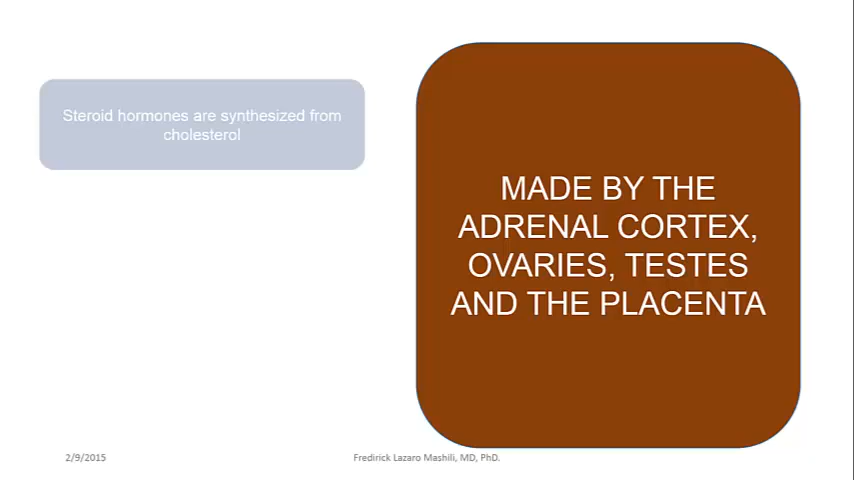 Steroid hormones are synthesized from
cholesterol
MADE BY THE
ADRENAL CORTEX,
OVARIES, TESTES
AND THE PLACENTA
2/9/2015
Fredirick Lazaro Mashili, MD, PhD.